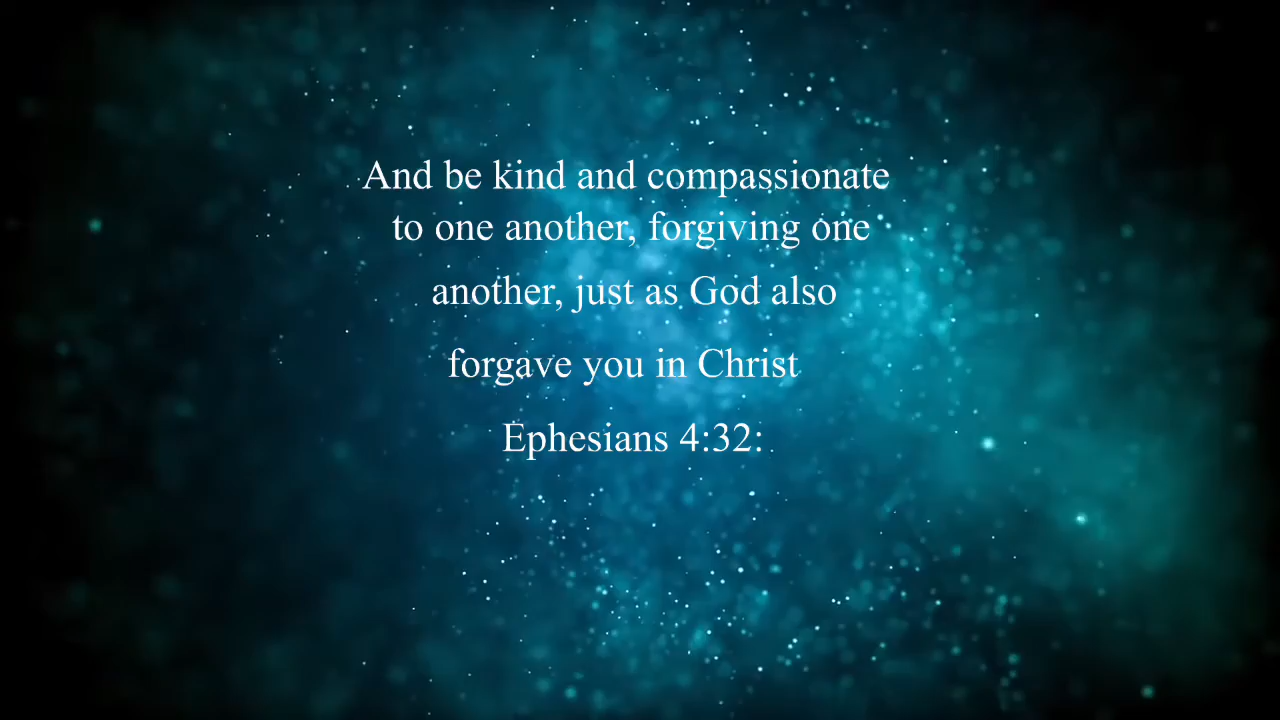 And be kind and compassionate
to one another, forgiving one
another, just as God also
forgave you in Christ
Ephesians 4:32: